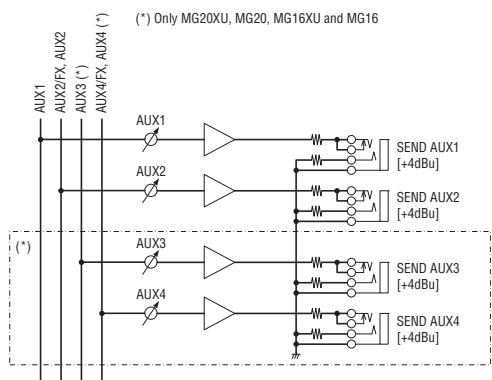 (*) Only MG20XU, MG20, MG16XU and MG16
AUX1
AUX2/FX, AUX2
AUX3 (*)
AUX4/FX, AUX4 (*)
AUX1
SEND AUX1
[+4dBu]
AUX2
SEND AUX2
[+4dBu]
(*)
AUX3
SEND AUX3
[+4dBu]
AUX4
SEND AUX4
[+4dBu]